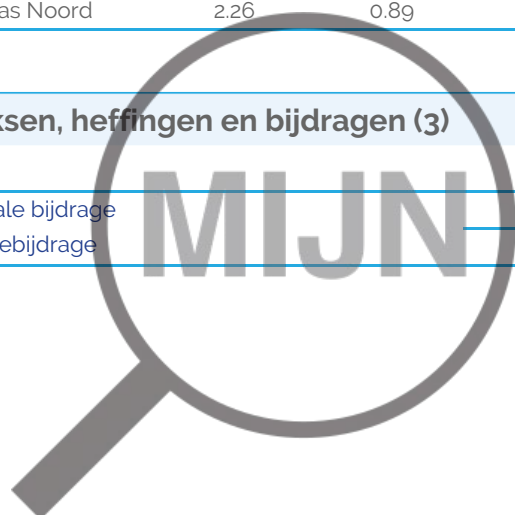 as Noord 2.26 0.89
ksen, heffingen en bijdragen (3)
ale bijdrage
MIJN
ebijdrage